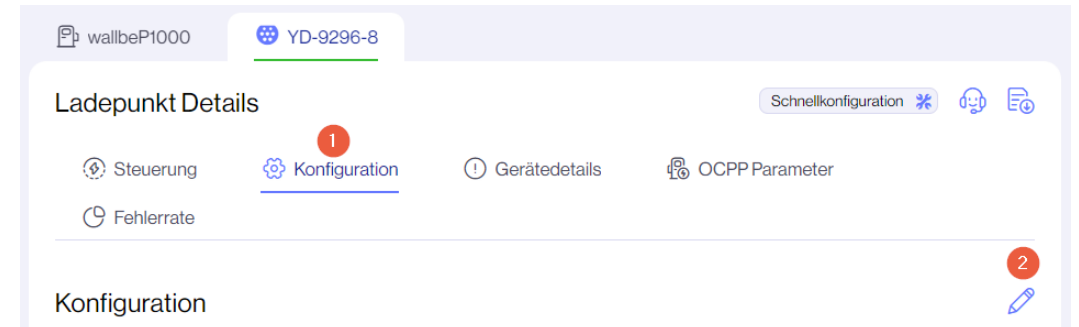 wallbeP1000 YD-9296-8
Ladepunkt Details Schnellkonfiguration
1
Steuerung Konfiguration Gerätedetails OCPP Parameter
Fehlerrate
2
Konfiguration